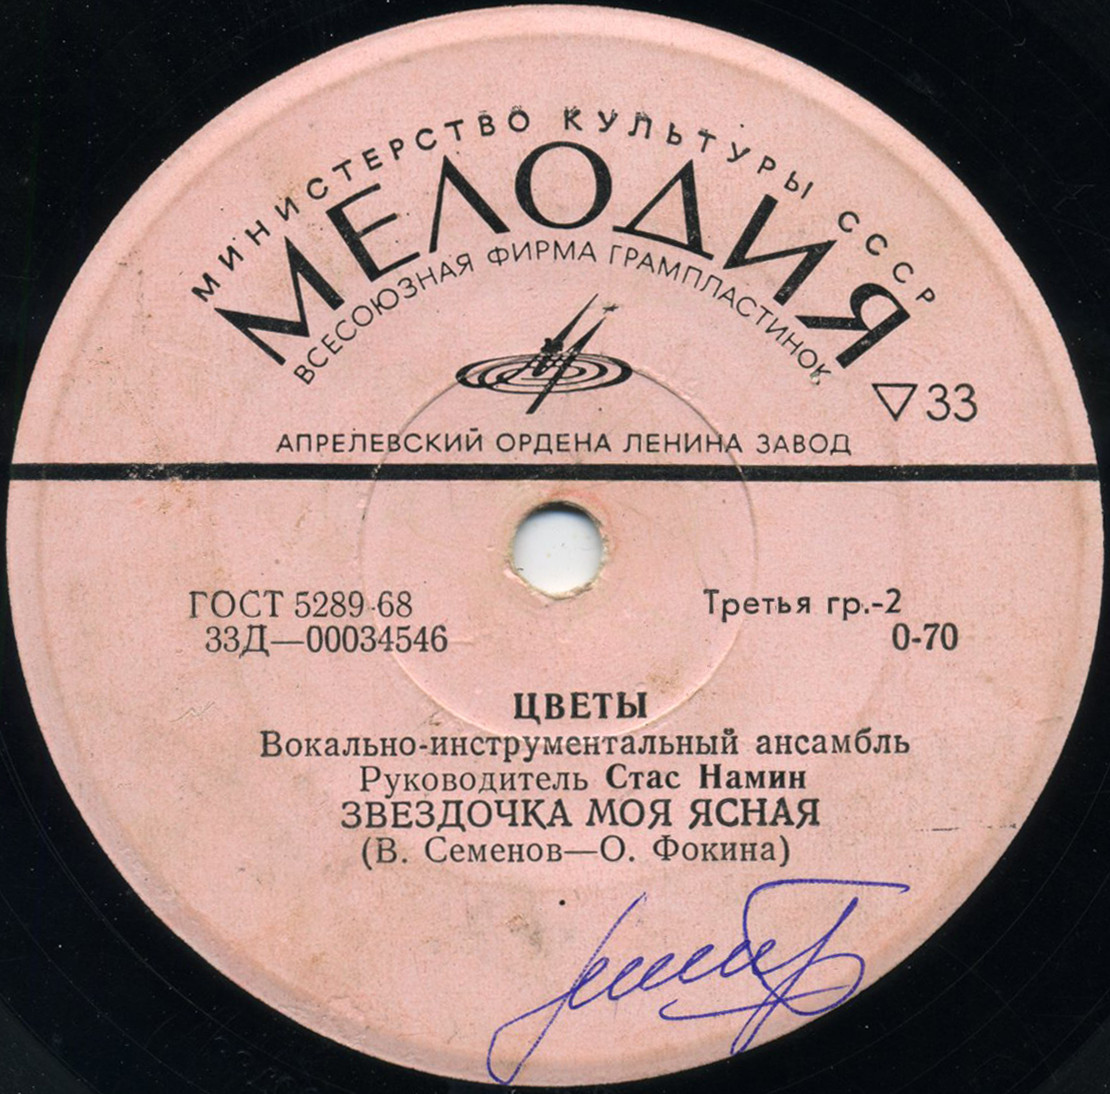 МИНИСТЕРСТВО КУЛЬТУРЫ СССР
МЕЛОДИЯ
ВСЕСОЮЗНАЯ ФИРМА ГРАМПЛАСТИНОК
33
АПРЕЛЕВСКИЙ ОРДЕНА ЛЕНИНА ЗАВОД
ГОСТ 5289-68
Третья гр.-2
33Д—00034546
0-70
ЦВЕТЫ
Вокально-инструментальный ансамбль
Руководитель Стас Намин
ЗВЕЗДОЧКА МОЯ ЯСНАЯ
(В. Семенов—О. Фокина)